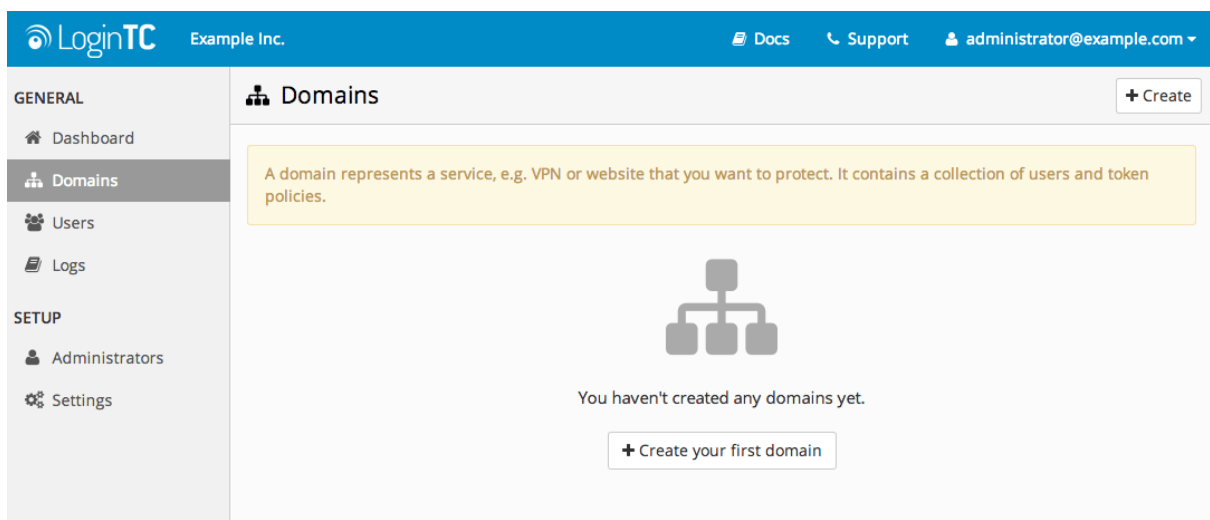 LoginTC
Example Inc.
Docs
Support
administrator@example.com
GENERAL
Dashboard
Domains
Users
Logs
SETUP
Administrators
Settings
Domains
+ Create
A domain represents a service, e.g. VPN or website that you want to protect. It contains a collection of users and token
policies.
You haven't created any domains yet.
+ Create your first domain